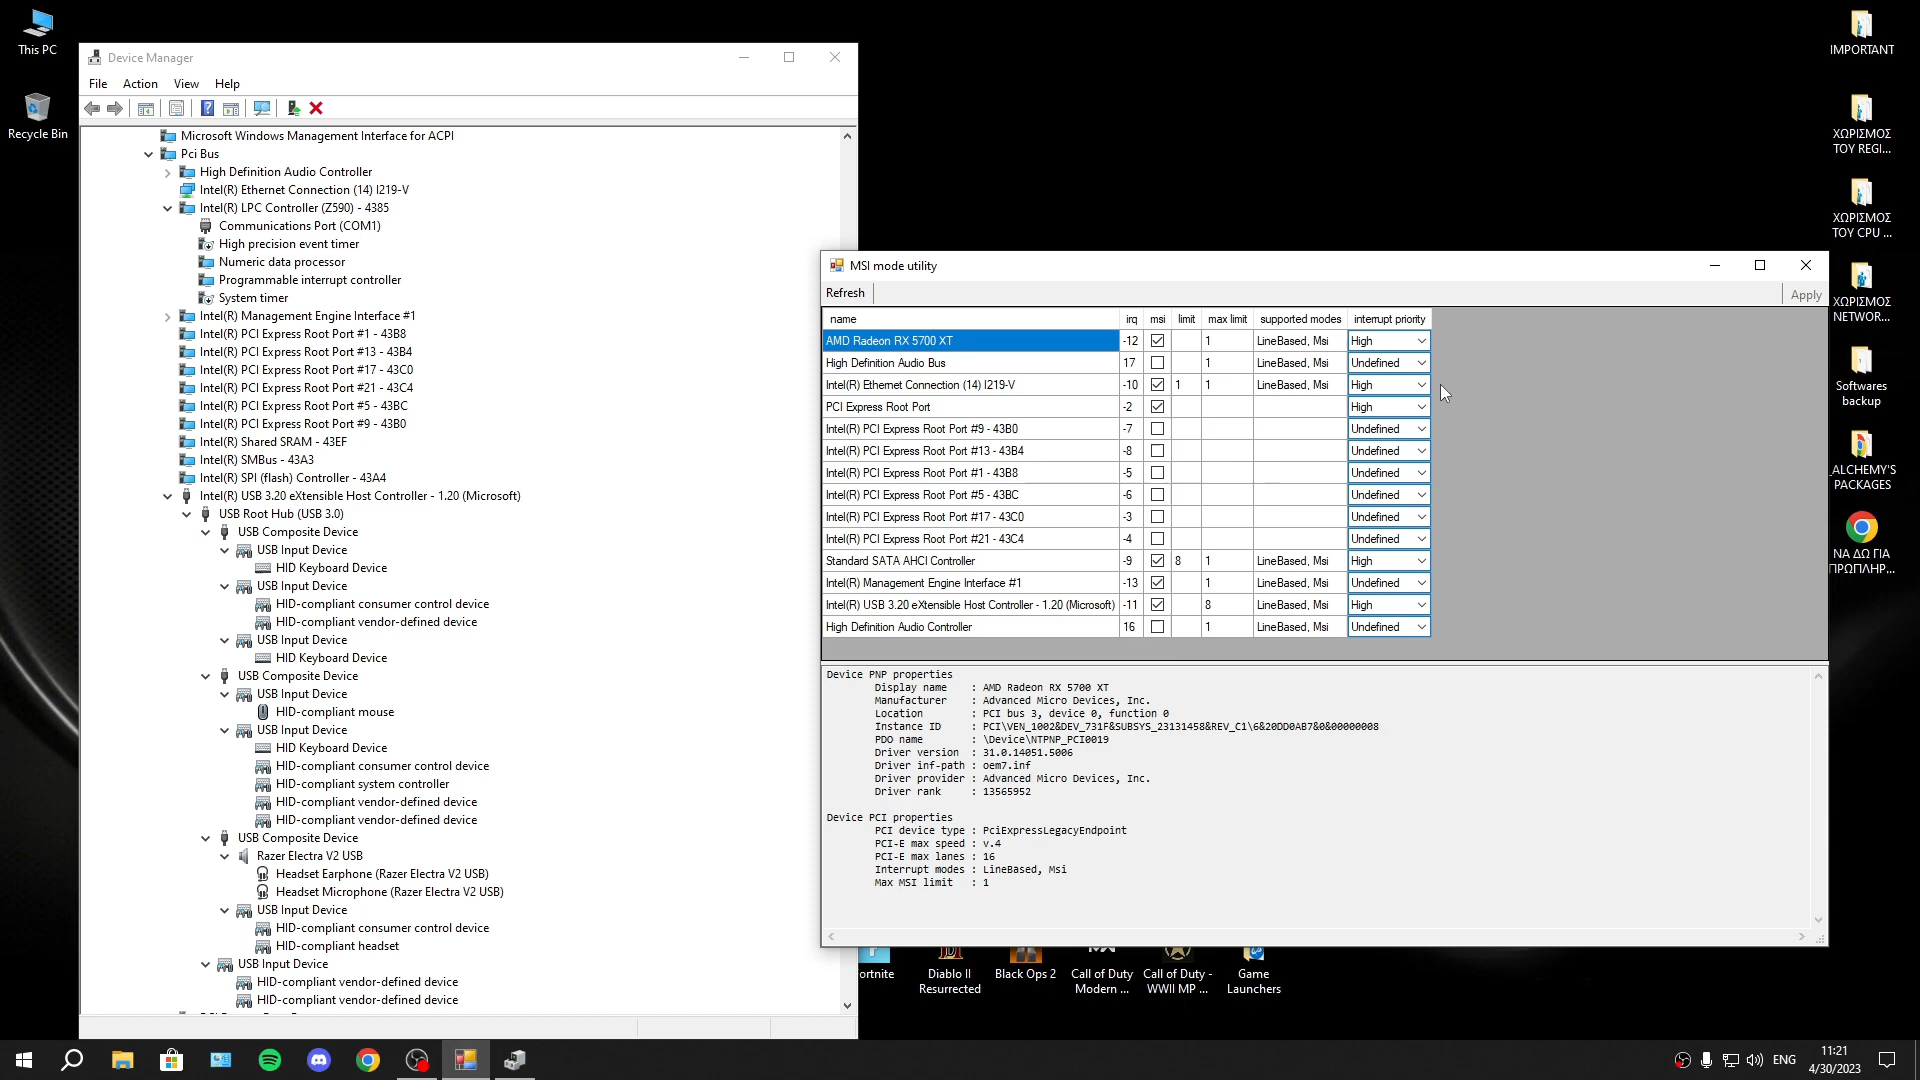 This PC
Recycle Bin
Device Manager
File Action View Help
Microsoft Windows Management Interface for ACPI
Pci Bus
High Definition Audio Controller
Intel(R) Ethernet Connection (14) I219-V
Intel(R) LPC Controller (Z590) - 4385
Communications Port (COM1)
High precision event timer
Numeric data processor
Programmable interrupt controller
System timer
Intel(R) Management Engine Interface #1
Intel(R) PCI Express Root Port #1 - 43B8
Intel(R) PCI Express Root Port #13 - 43B4
Intel(R) PCI Express Root Port #17 - 43C0
Intel(R) PCI Express Root Port #21 - 43C4
Intel(R) PCI Express Root Port #5 - 43BC
Intel(R) PCI Express Root Port #9 - 43B0
Intel(R) Shared SRAM - 43EF
Intel(R) SMBus - 43A3
Intel(R) SPI (flash) Controller - 43A4
Intel(R) USB 3.20 eXtensible Host Controller - 1.20 (Microsoft)
USB Root Hub (USB 3.0)
USB Composite Device
USB Input Device
HID Keyboard Device
USB Input Device
HID-compliant consumer control device
HID-compliant vendor-defined device
USB Input Device
HID Keyboard Device
USB Composite Device
USB Input Device
HID-compliant mouse
USB Input Device
HID Keyboard Device
HID-compliant consumer control device
HID-compliant system controller
HID-compliant vendor-defined device
HID-compliant vendor-defined device
USB Composite Device
Razer Electra V2 USB
Headset Earphone (Razer Electra V2 USB)
Headset Microphone (Razer Electra V2 USB)
USB Input Device
HID-compliant consumer control device
HID-compliant headset
USB Input Device
HID-compliant vendor-defined device
HID-compliant vendor-defined device
MSI mode utility
Refresh Apply
name irq msi limit max limit supported modes interrupt priority
AMD Radeon RX 5700 XT -12 1 LineBased, Msi High
High Definition Audio Bus 17 1 LineBased, Msi Undefined
Intel(R) Ethernet Connection (14) I219-V -10 1 1 LineBased, Msi High
PCI Express Root Port -2 High
Intel(R) PCI Express Root Port #9 - 43B0 -7 Undefined
Intel(R) PCI Express Root Port #13 - 43B4 -8 Undefined
Intel(R) PCI Express Root Port #1 - 43B8 -5 Undefined
Intel(R) PCI Express Root Port #5 - 43BC -6 Undefined
Intel(R) PCI Express Root Port #17 - 43C0 -3 Undefined
Intel(R) PCI Express Root Port #21 - 43C4 -4 Undefined
Standard SATA AHCI Controller -9 8 1 LineBased, Msi High
Intel(R) Management Engine Interface #1 -13 1 LineBased, Msi Undefined
Intel(R) USB 3.20 eXtensible Host Controller - 1.20 (Microsoft) -11 8 LineBased, Msi High
High Definition Audio Controller 16 1 LineBased, Msi Undefined
Device PNP properties
Display name : AMD Radeon RX 5700 XT
Manufacturer : Advanced Micro Devices, Inc.
Location : PCI bus 3, device 0, function 0
Instance ID : PCI\VEN_1002&DEV_731F&SUBSYS_23131458&REV_C1\6&20DD0AB7&0&00000008
PDO name : \Device\NTPNP_PCI0019
Driver version : 31.0.14051.5006
Driver inf-path : oem7.inf
Driver provider : Advanced Micro Devices, Inc.
Driver rank : 13565952
Device PCI properties
PCI device type : PciExpressLegacyEndpoint
PCI-E max speed : v.4
PCI-E max lanes : 16
Interrupt modes : LineBased, Msi
Max MSI limit : 1
ortnite
Diablo II
Resurrected
Black Ops 2
Call of Duty
Modern ...
Call of Duty -
WWII MP ...
Game
Launchers
IMPORTANT
ΧΩΡΙΣΜΟΣ
ΤΟΥ REGI...
ΧΩΡΙΣΜΟΣ
ΤΟΥ CPU ...
ΧΩΡΙΣΜΟΣ
NETWOR...
Softwares
backup
_ALCHEMY'S
PACKAGES
ΝΑ ΔΩ ΓΙΑ
ΠΡΩΠΛΗΡ...
ENG
11:21
4/30/2023